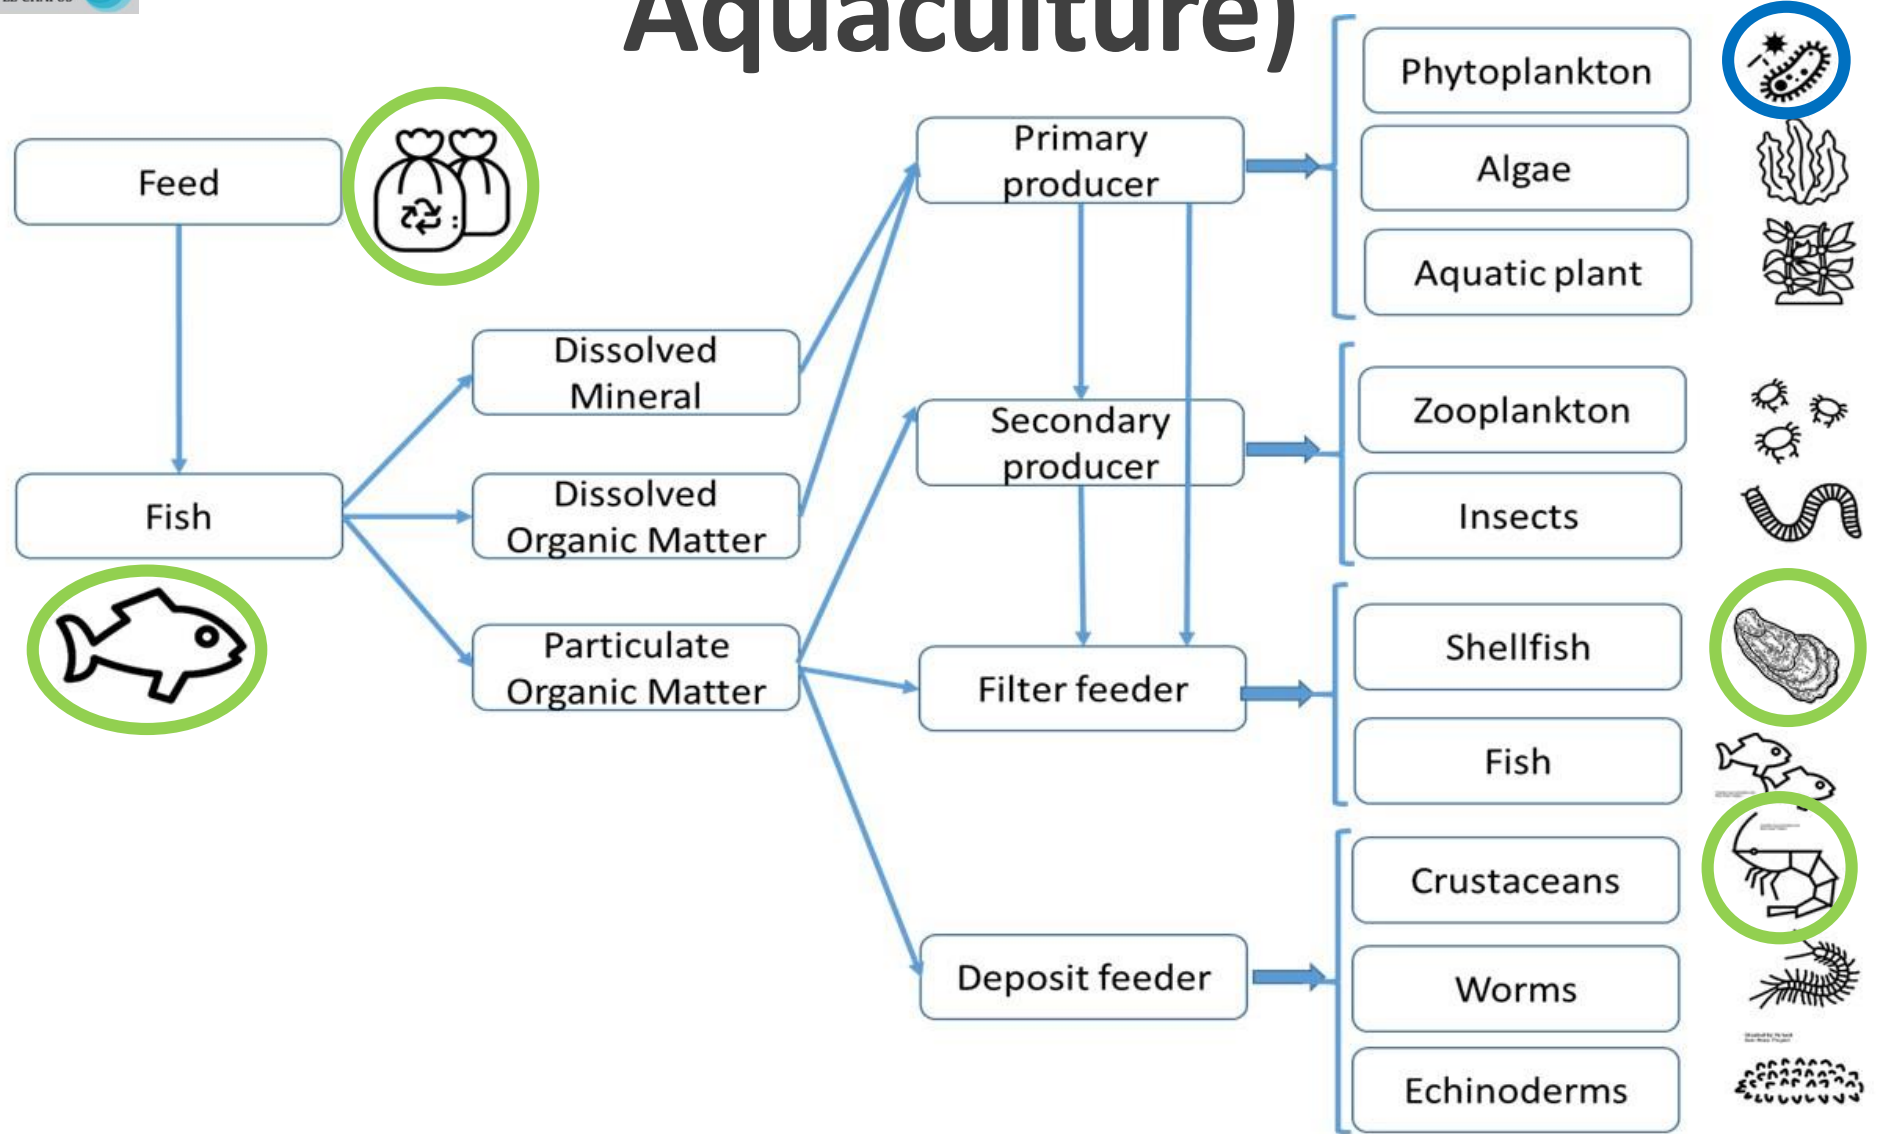 Aquaculture)
Feed
Fish
Dissolved
Mineral
Dissolved
Organic Matter
Particulate
Organic Matter
Primary
producer
Secondary
producer
Filter feeder
Deposit feeder
Phytoplankton
Algae
Aquatic plant
Zooplankton
Insects
Shellfish
Fish
Crustaceans
Worms
Echinoderms